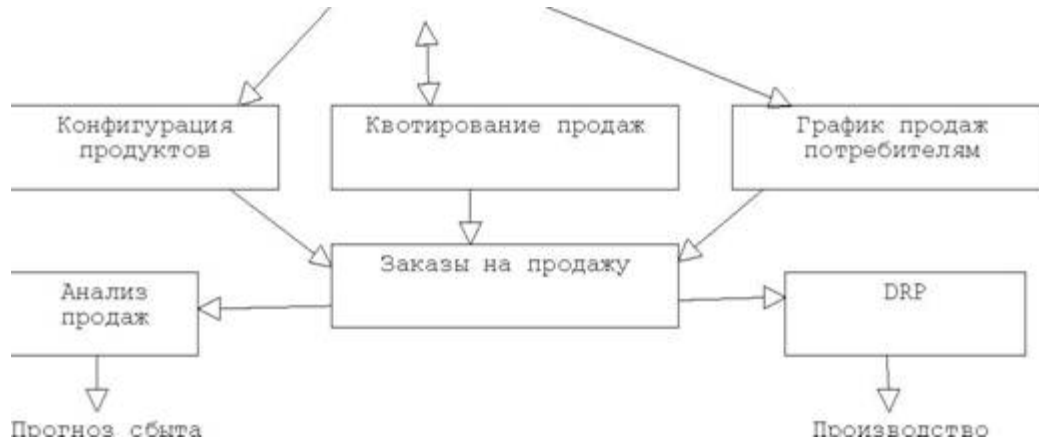 Конфигурация
продуктов
Квотирование продаж
График продаж
потребителям
Заказы на продажу
Анализ
продаж
DRP
Прогноз сбыта
Производство